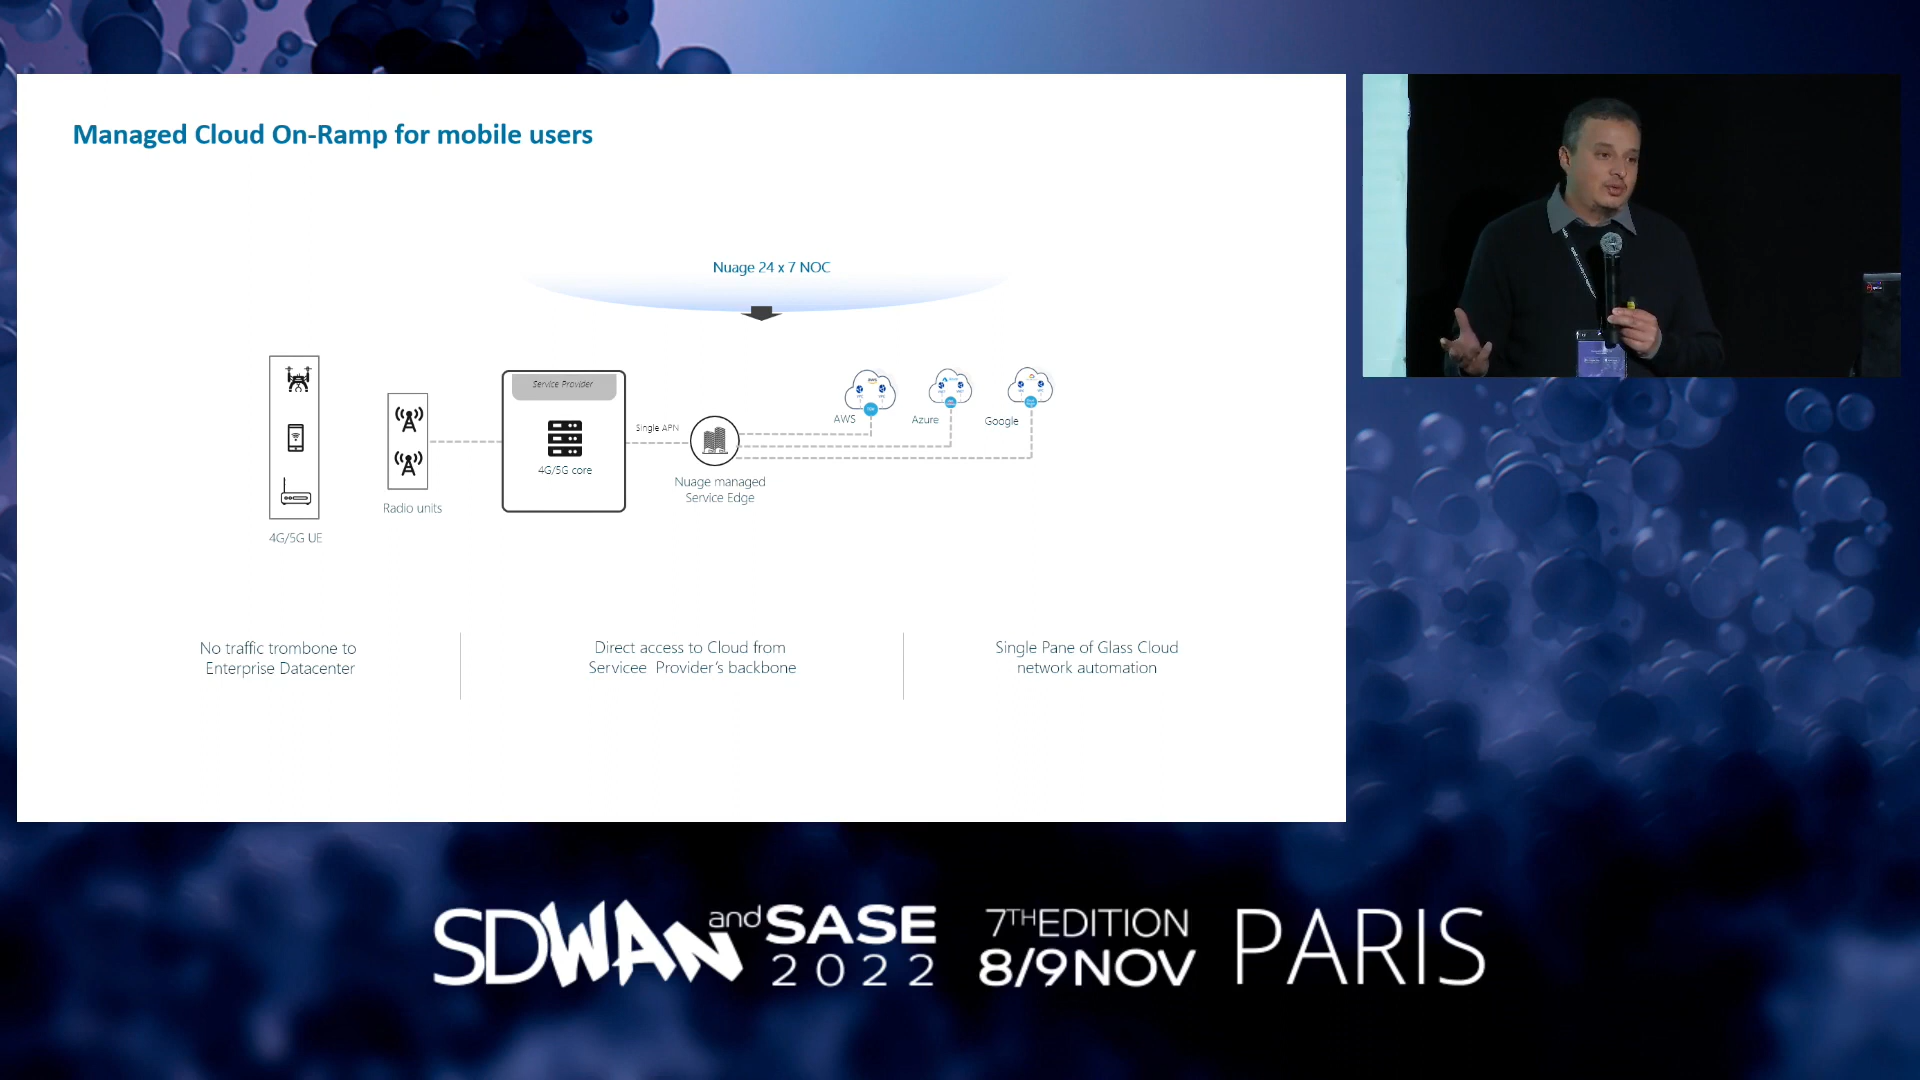 Managed Cloud On-Ramp for mobile users
Nuage 24 x 7 NOC
Service Provider
4G/5G core
Single APN
AWS
Azure
Google
Nuage managed
Service Edge
Radio units
4G/5G UE
No traffic trombone to
Enterprise Datacenter
Direct access to Cloud from
Servicee Provider's backbone
Single Pane of Glass Cloud
network automation
SDWAN and SASE
2022
7TH EDITION
8/9 NOV
PARIS